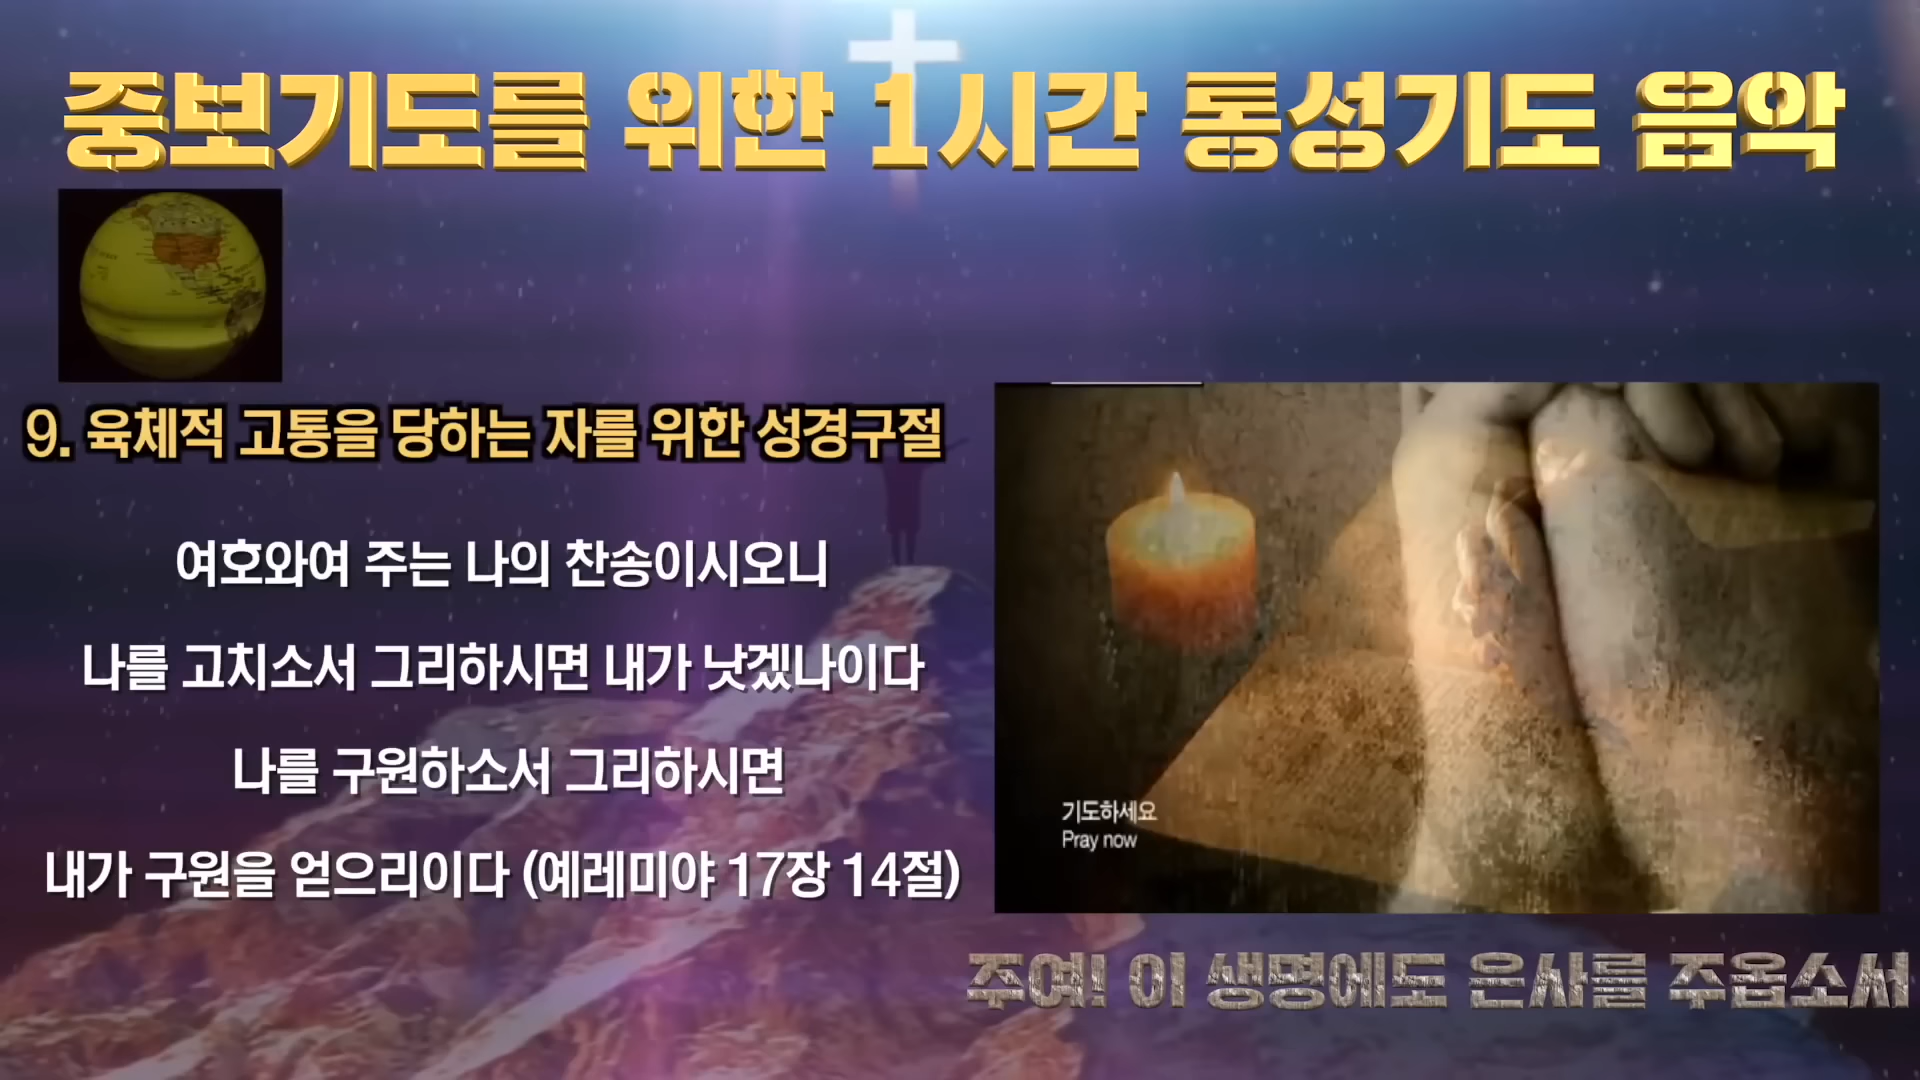 중보기도를 위한 1시간 통성기도 음악
9. 육체적 고통을 당하는 자를 위한 성경구절
여호와여 주는 나의 찬송이시오니
나를 고치소서 그리하시면 내가 낫겠나이다
나를 구원하소서 그리하시면
내가 구원을 얻으리이다 (예레미야 17장 14절)
기도하세요
Pray now
주여! 이 생명에도 은사를 주옵소서